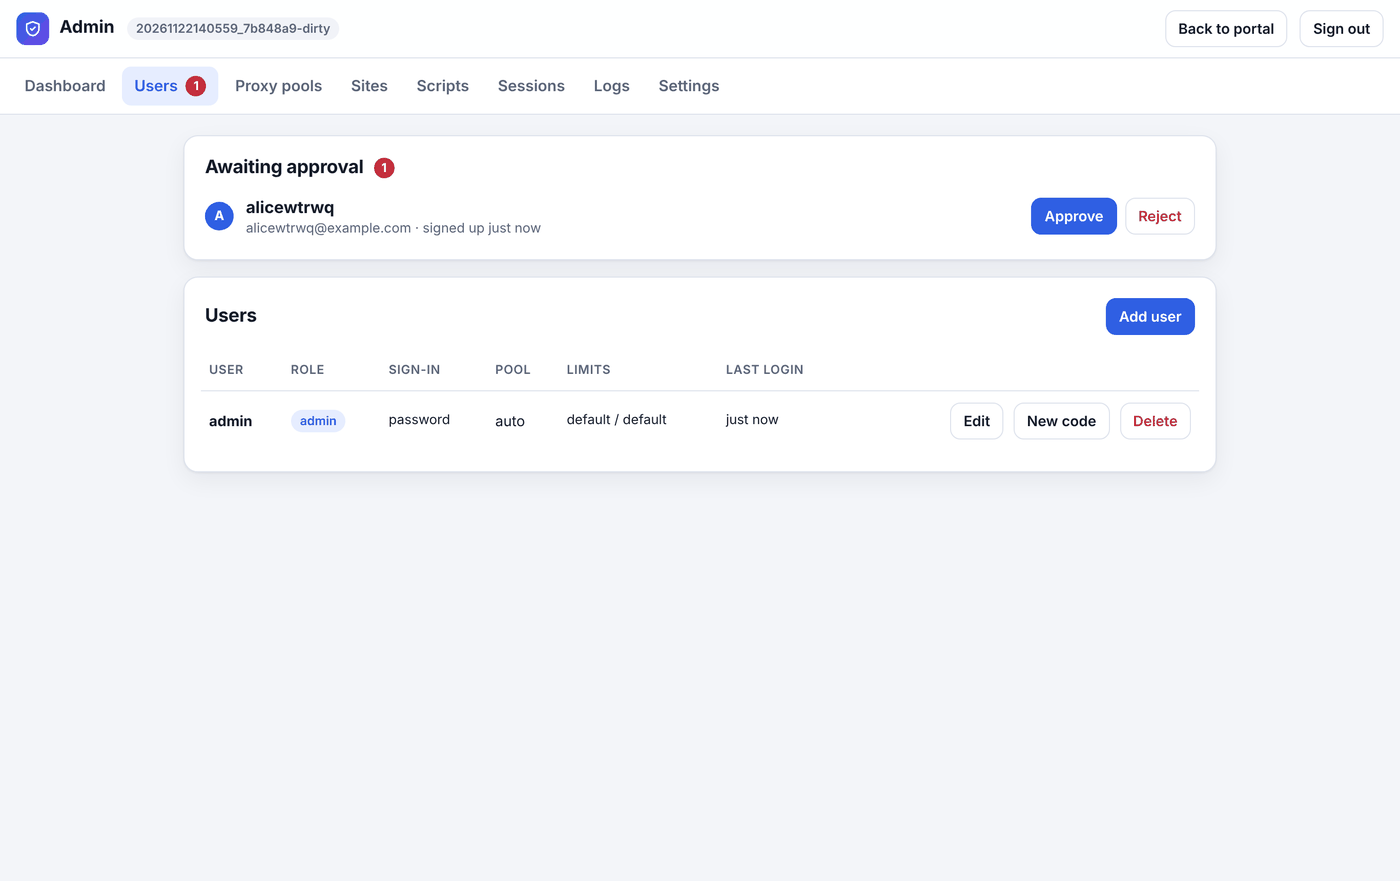 Admin 20261122140559_7b848a9-dirty Back to portal Sign out
Dashboard Users 1 Proxy pools Sites Scripts Sessions Logs Settings
Awaiting approval 1
A alicewtrwq
alicewtrwq@example.com · signed up just now
Approve Reject
Users Add user
USER ROLE SIGN-IN POOL LIMITS LAST LOGIN
admin admin password auto default / default just now Edit New code Delete